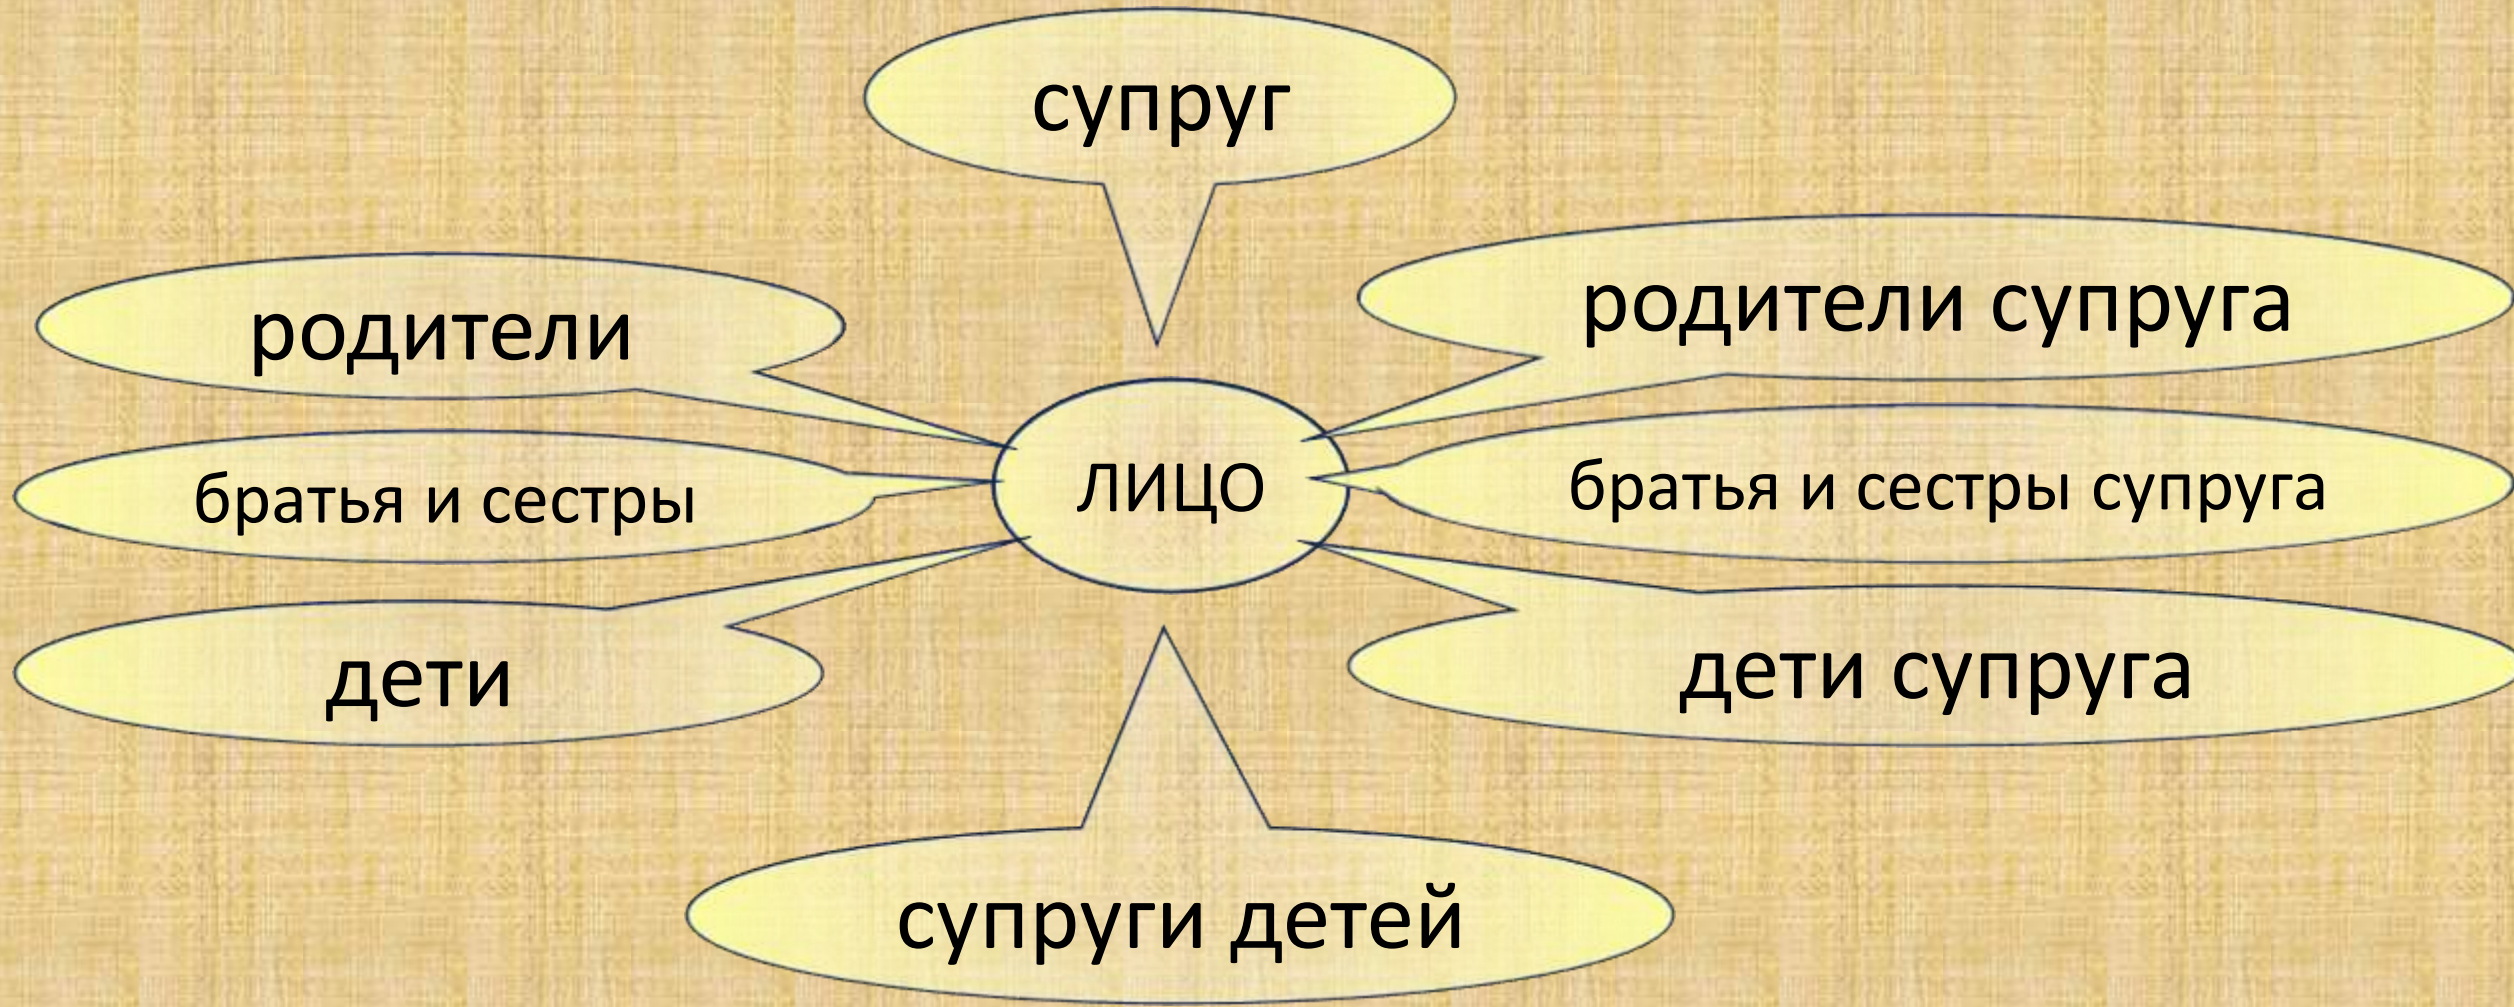 супруг
родители
родители супруга
братья и сестры
ЛИЦО
братья и сестры супруга
дети
дети супруга
супруги детей